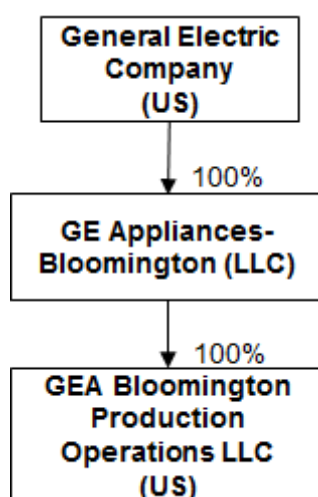 General Electric
Company
(US)
100%
GE Appliances-
Bloomington (LLC)
100%
GEA Bloomington
Production
Operations LLC
(US)